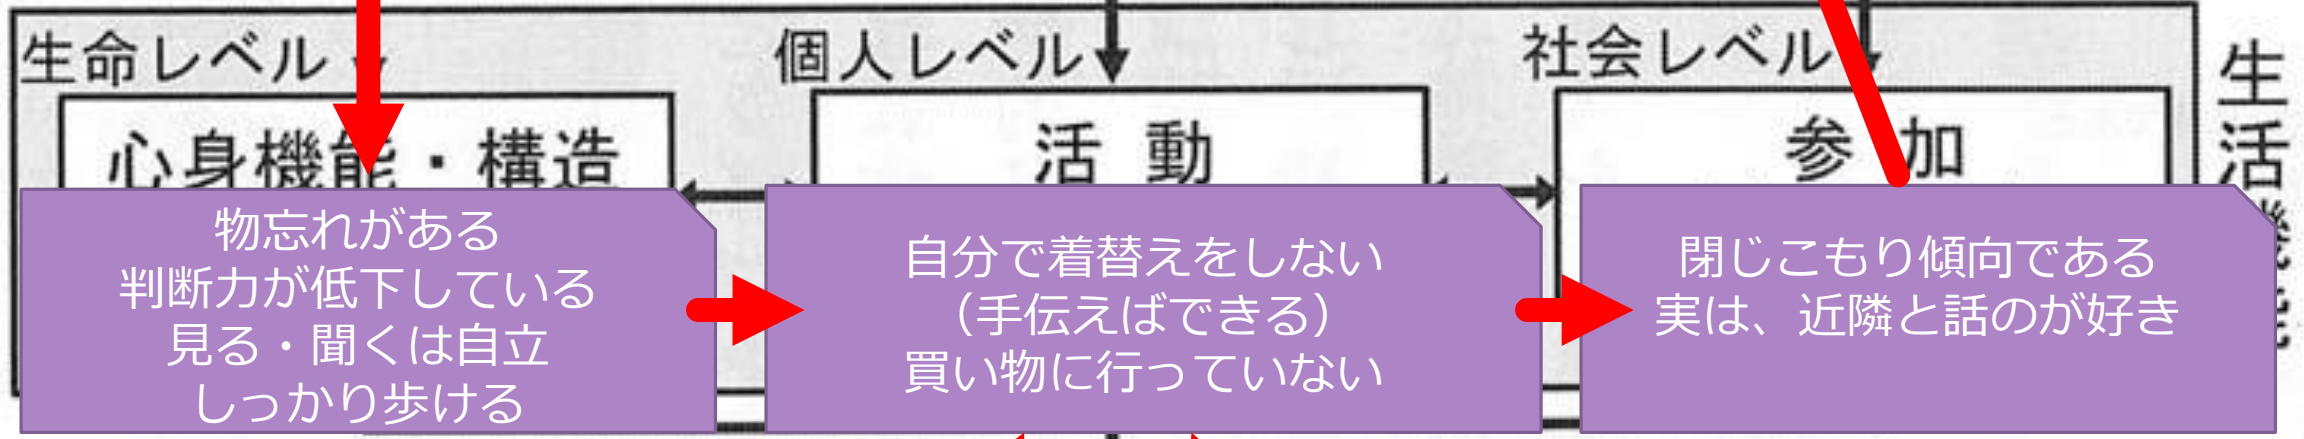 生命レベル
個人レベル
社会レベル
心身機能・構造
活動
参加
生活機能
物忘れがある
判断力が低下している
見る・聞くは自立
しっかり歩ける
自分で着替えをしない
（手伝えばできる）
買い物に行っていない
閉じこもり傾向である
実は、近隣と話のが好き